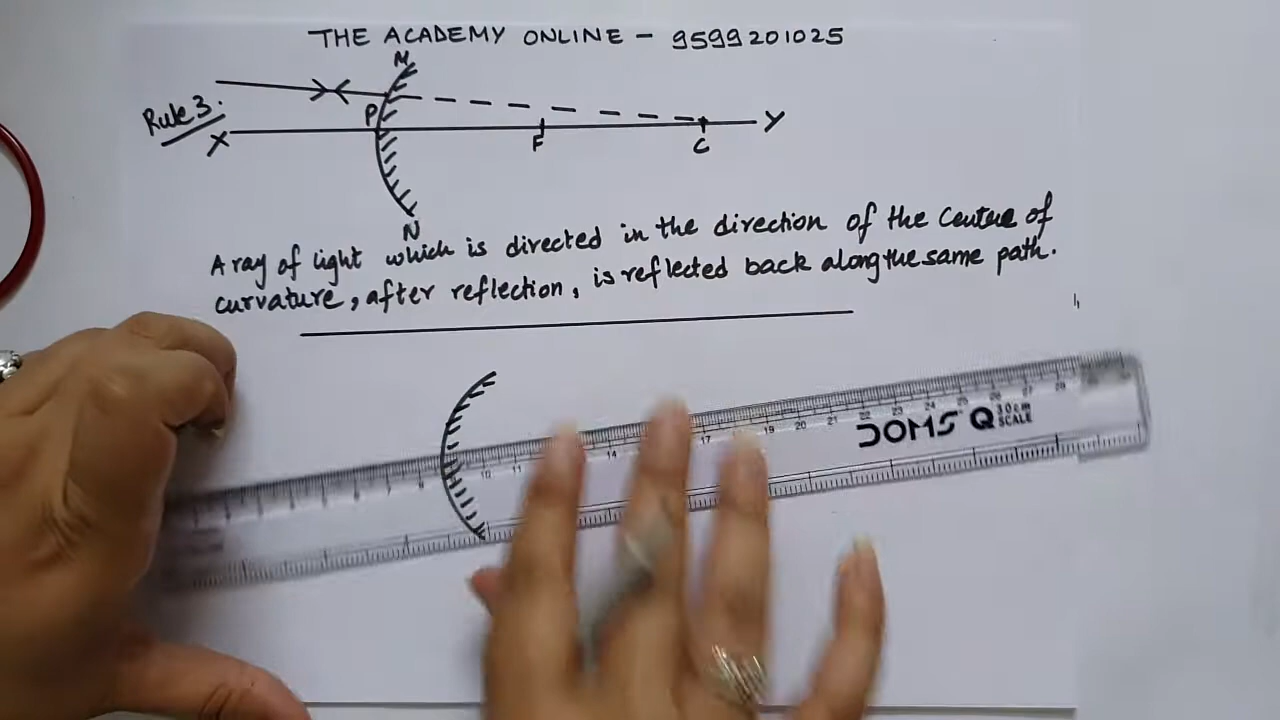 THE ACADEMY ONLINE - 9599201025
M
Rule 3.
P
X
Y
F
C
N
A ray of light which is directed in the direction of the Centre of
curvature, after reflection, is reflected back along the same path.
DOMS Q 30cm
SCALE